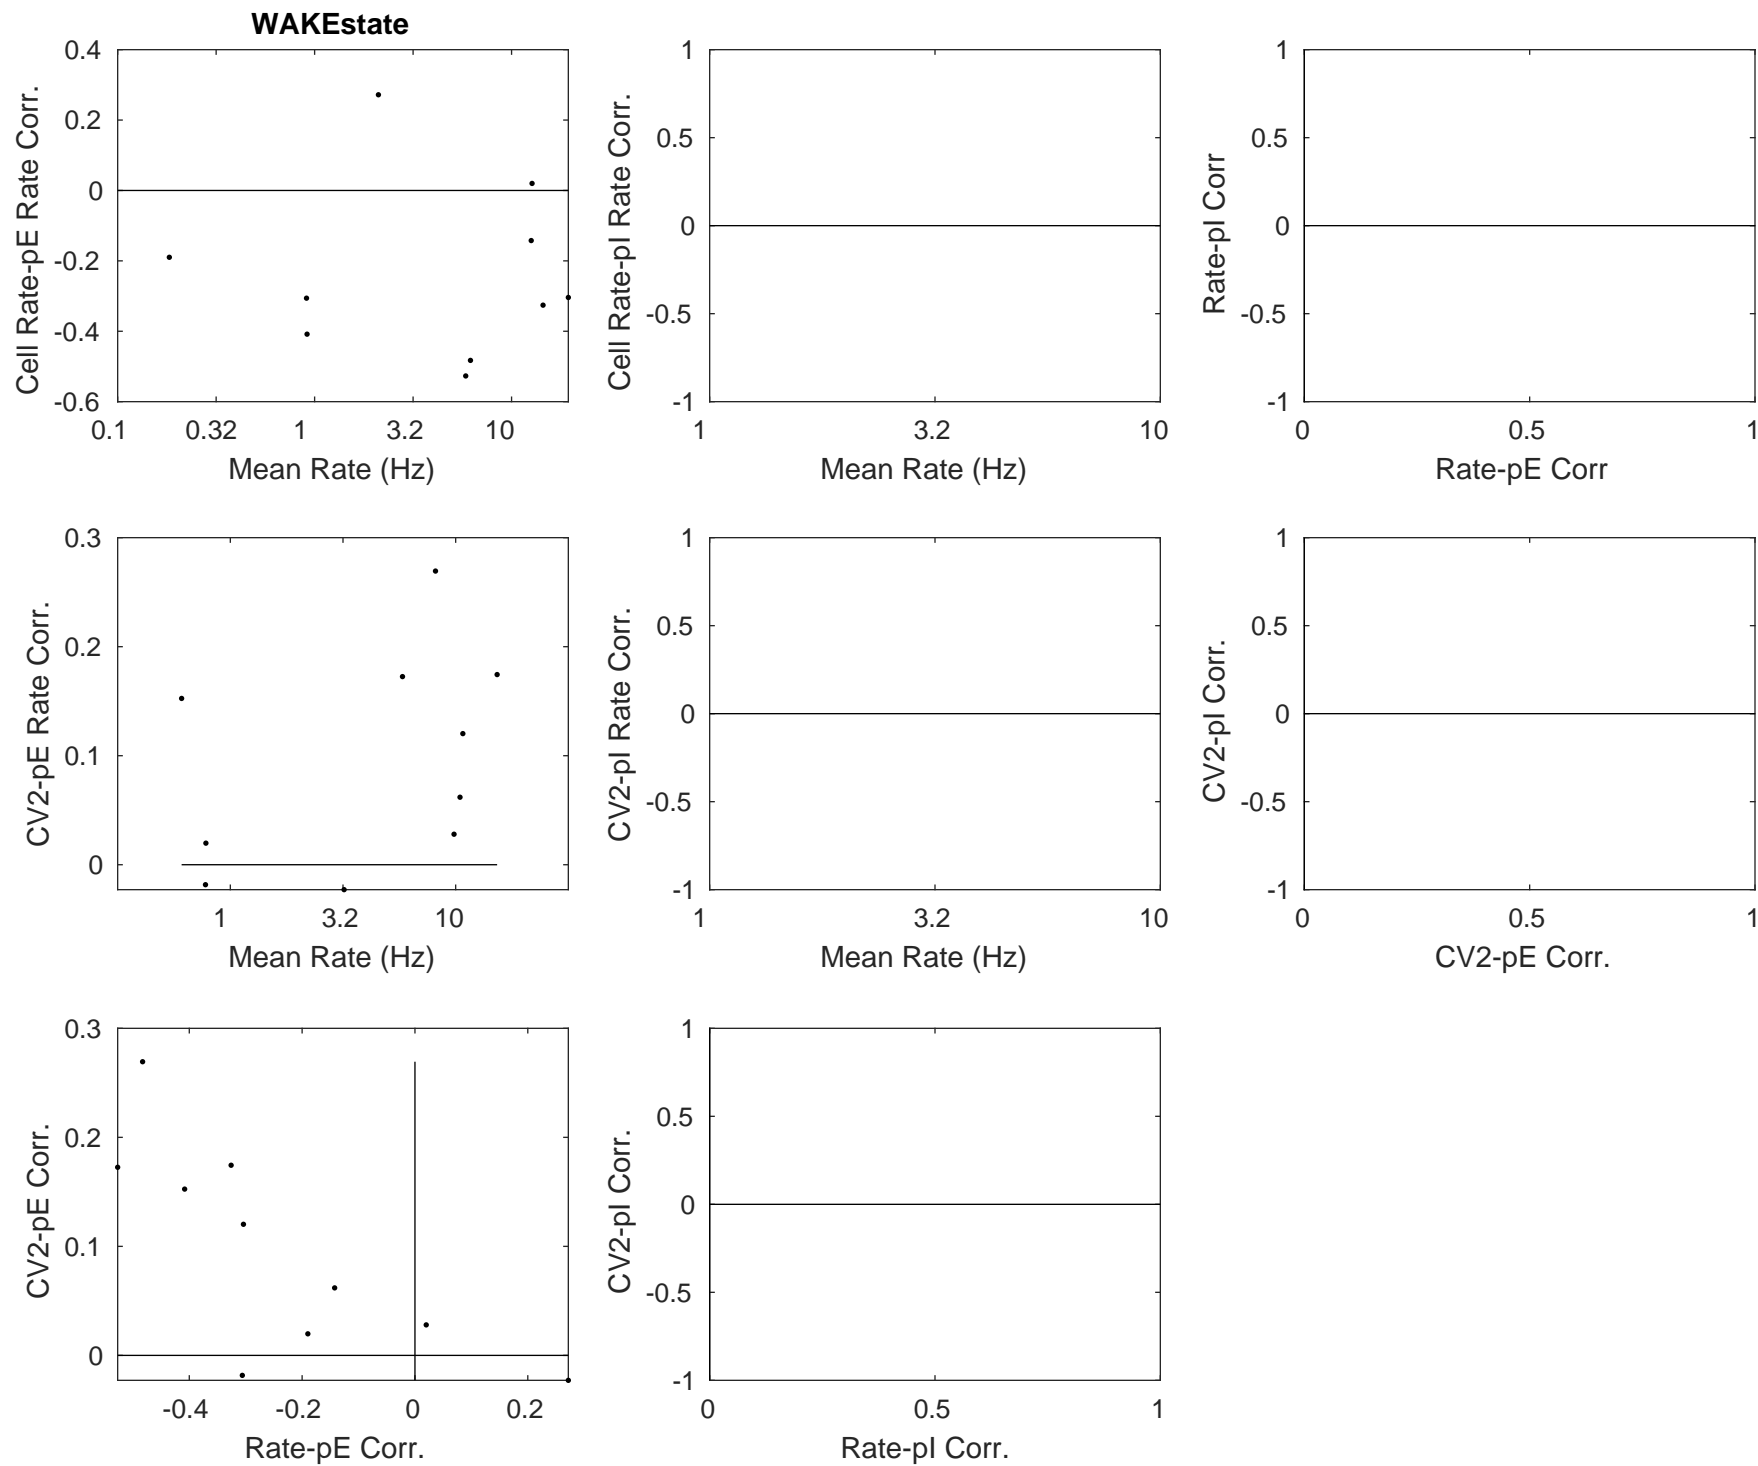 WAKEstate
0.4
0.2
0
-0.2
-0.4
-0.6
Cell Rate-pE Rate Corr.
0.1 0.32 1 3.2 10
Mean Rate (Hz)
1
0.5
0
-0.5
-1
Cell Rate-pI Rate Corr.
1 3.2 10
Mean Rate (Hz)
1
0.5
0
-0.5
-1
Rate-pI Corr
0 0.5 1
Rate-pE Corr
0.3
0.2
0.1
0
CV2-pE Rate Corr.
1 3.2 10
Mean Rate (Hz)
1
0.5
0
-0.5
-1
CV2-pI Rate Corr.
1 3.2 10
Mean Rate (Hz)
1
0.5
0
-0.5
-1
CV2-pI Corr.
0 0.5 1
CV2-pE Corr.
0.3
0.2
0.1
0
CV2-pE Corr.
-0.4 -0.2 0 0.2
Rate-pE Corr.
1
0.5
0
-0.5
-1
CV2-pI Corr.
0 0.5 1
Rate-pI Corr.